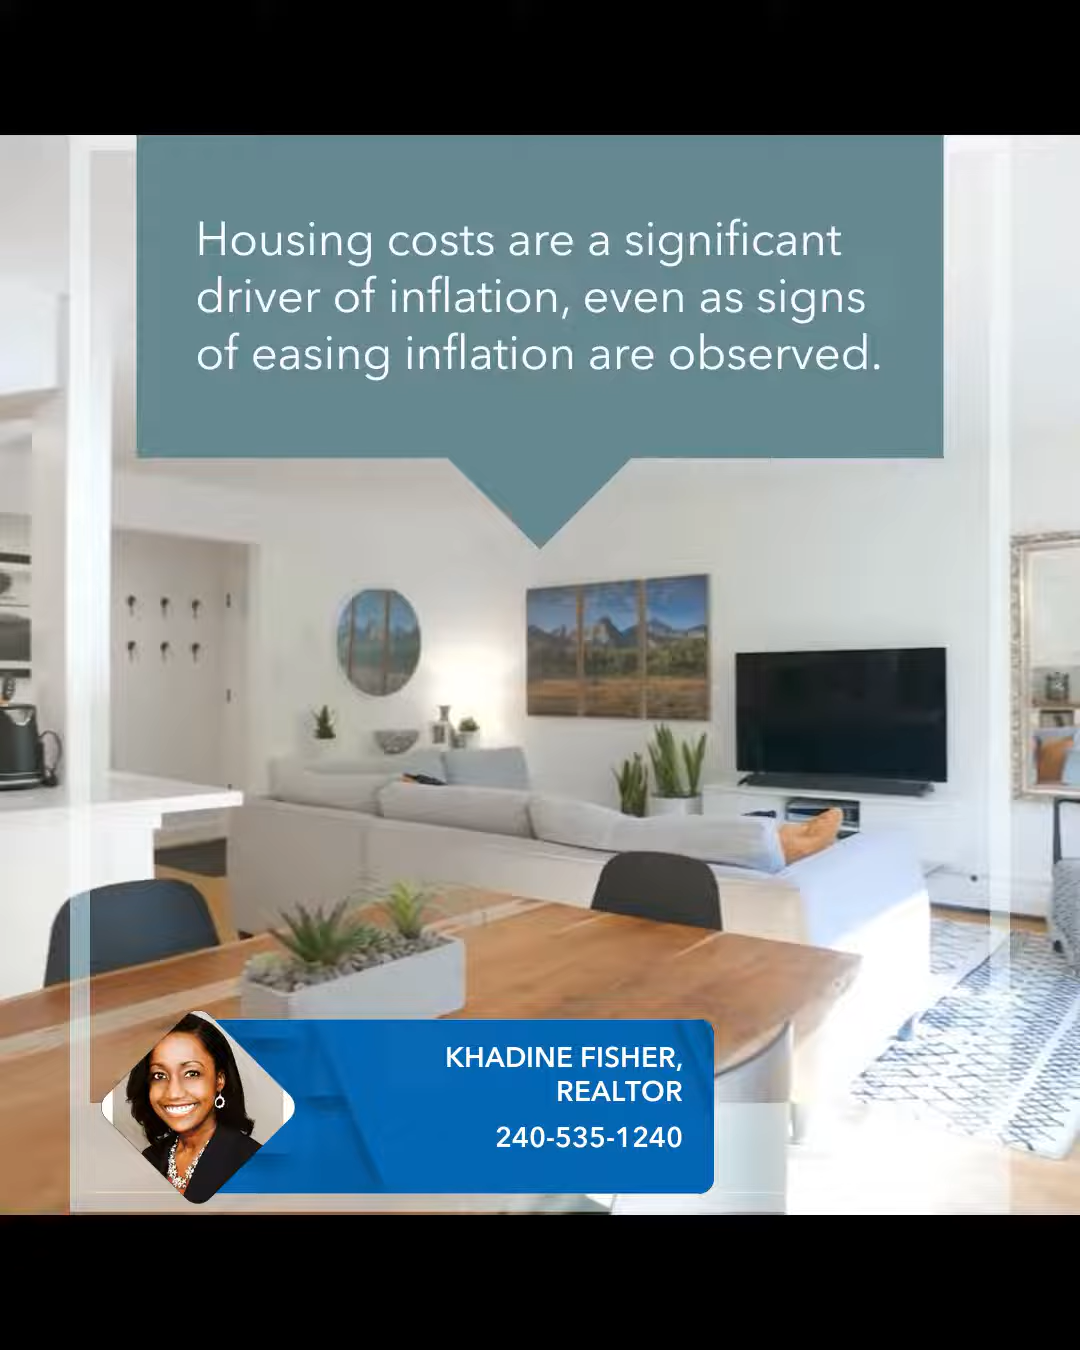 Housing costs are a significant
driver of inflation, even as signs
of easing inflation are observed.
KHADINE FISHER,
REALTOR
240-535-1240